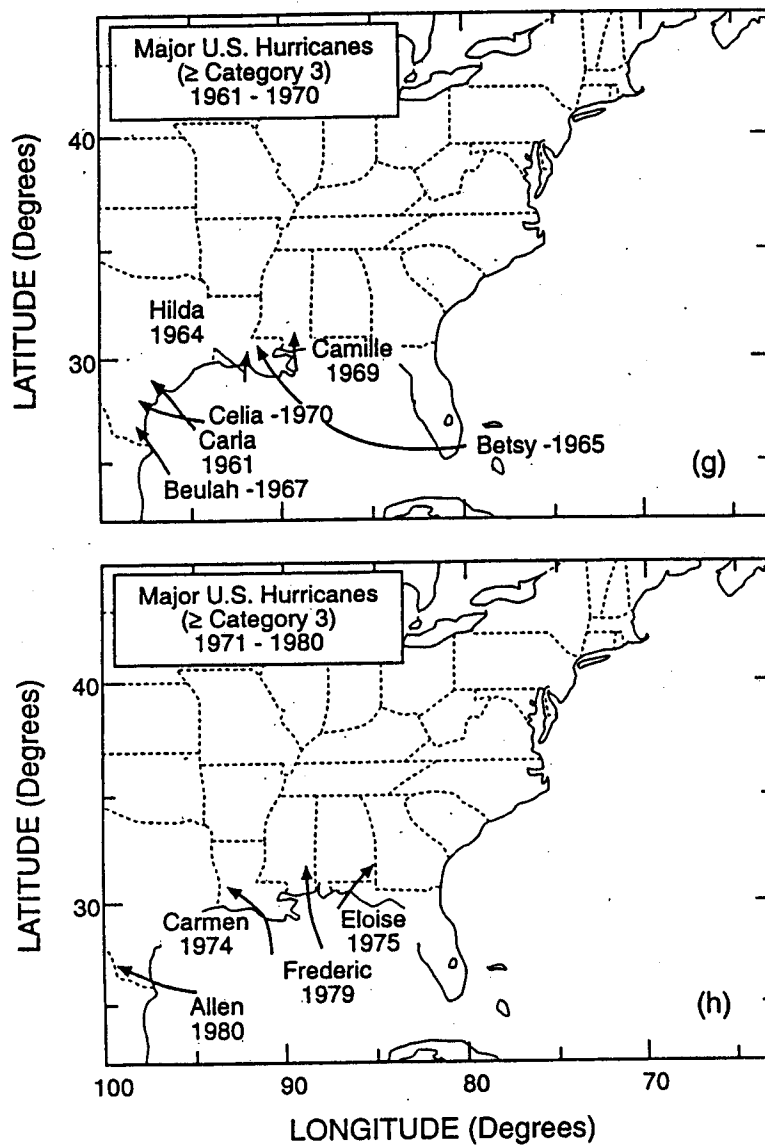 Major U.S. Hurricanes
(≥ Category 3)
1961 - 1970
LATITUDE (Degrees)
40
30
Hilda
1964
Camille
1969
Celia -1970
Carla
1961
Beulah -1967
Betsy -1965
(g)
Major U.S. Hurricanes
(≥ Category 3)
1971 - 1980
LATITUDE (Degrees)
40
30
Carmen
1974
Eloise
1975
Frederic
1979
Allen
1980
(h)
100
90
80
70
LONGITUDE (Degrees)